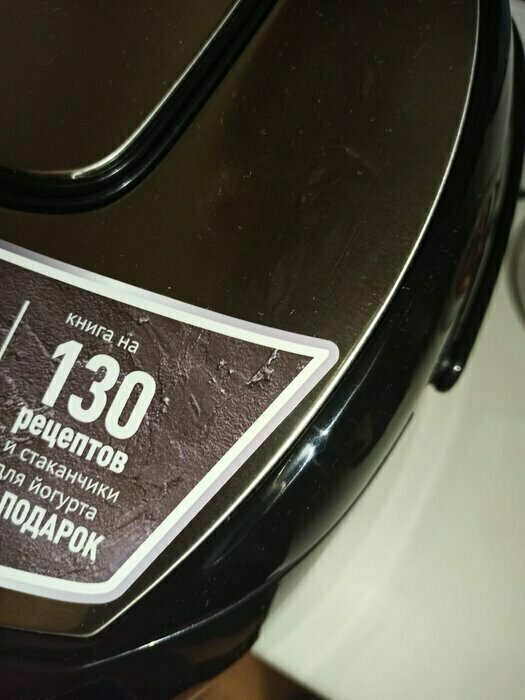 книга на
130
рецептов
и стаканчики
для йогурта
ПОДАРОК